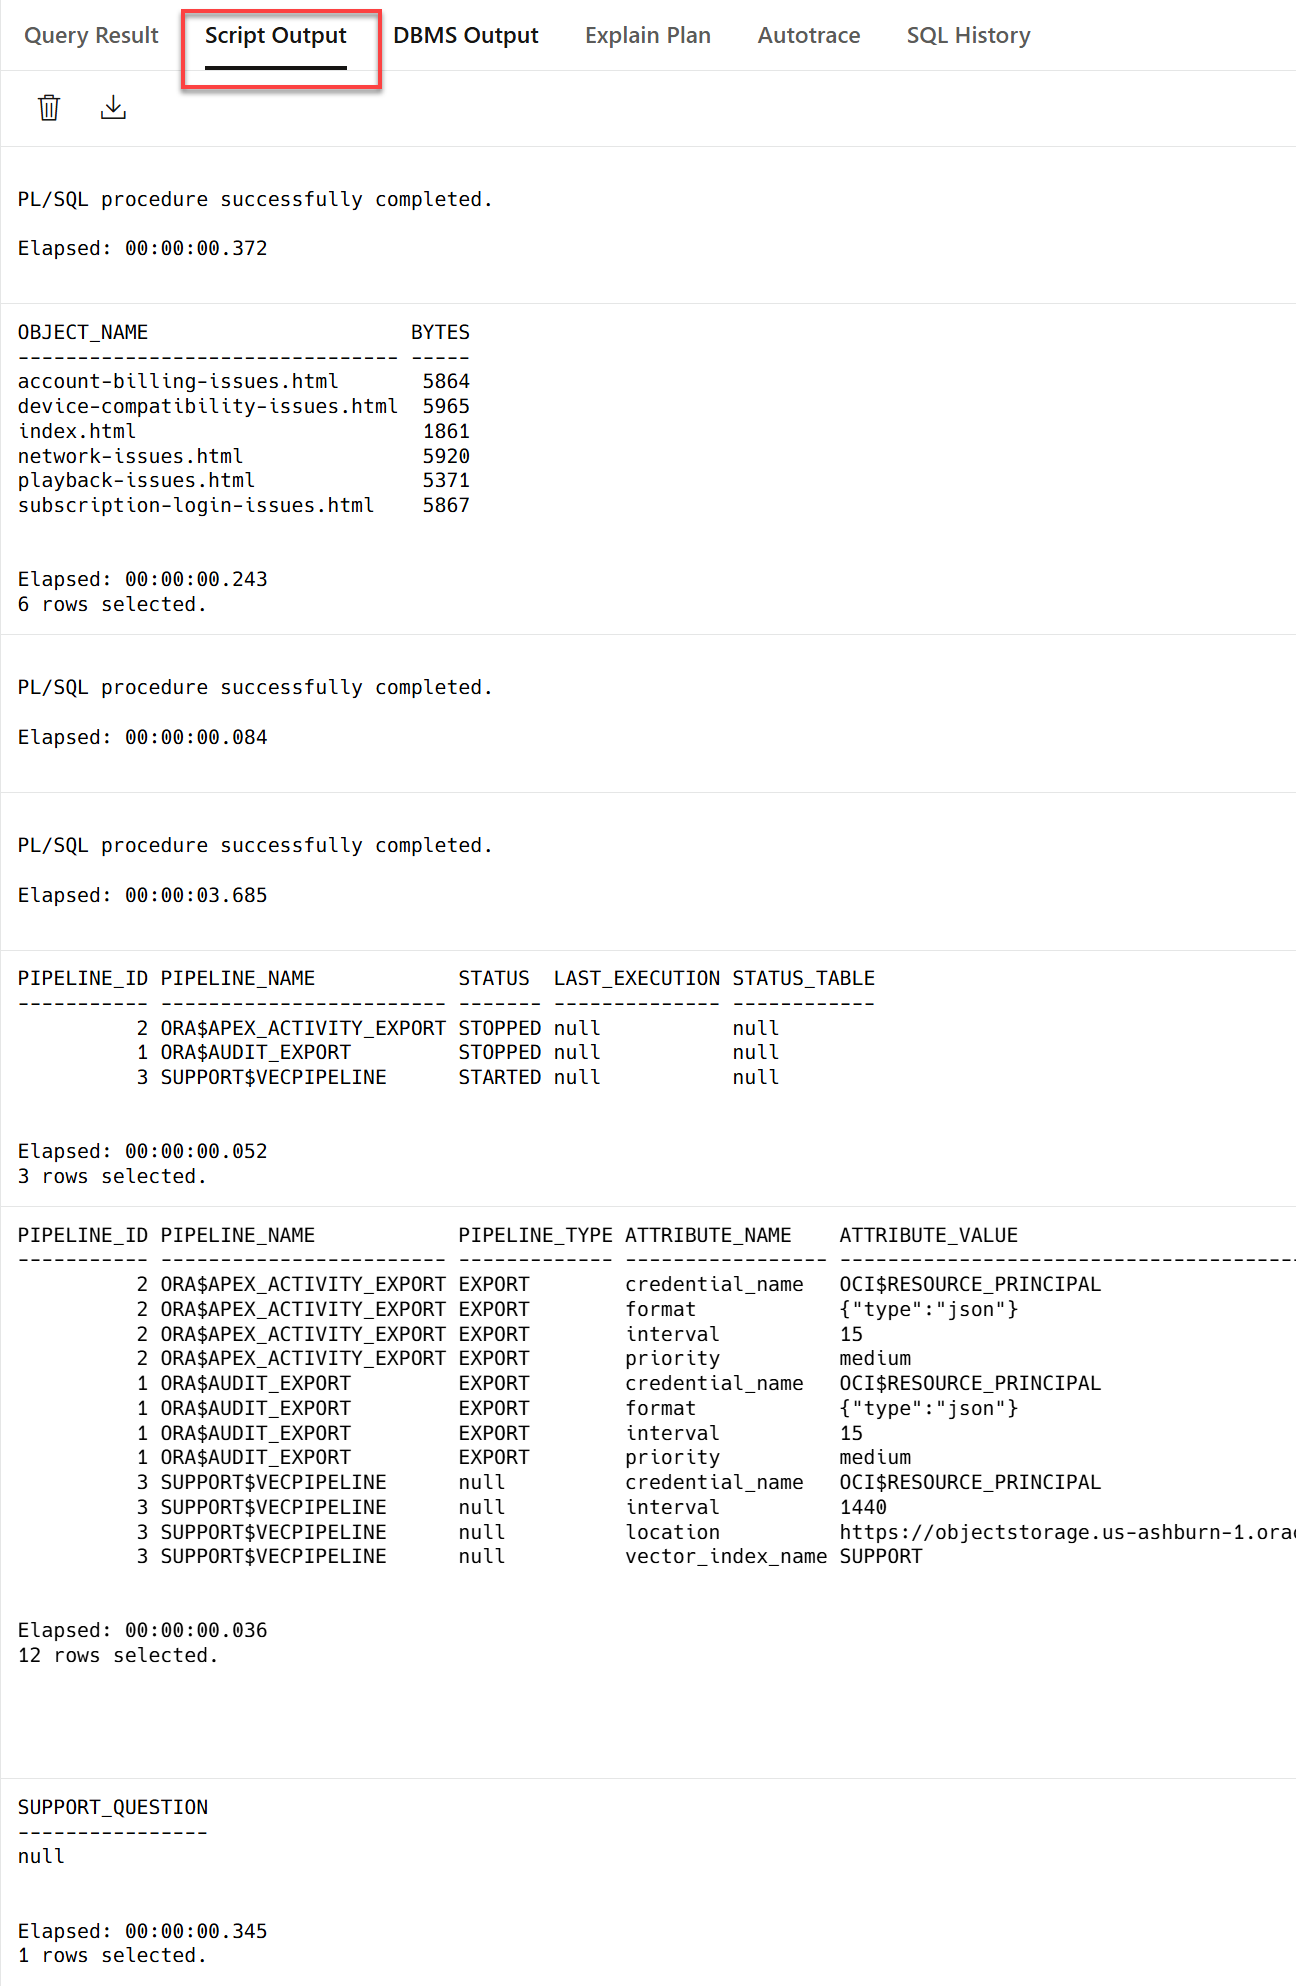 Query Result Script Output DBMS Output Explain Plan Autotrace SQL History
PL/SQL procedure successfully completed.
Elapsed: 00:00:00.372
OBJECT_NAME                      BYTES
-------------------------------- -----
account-billing-issues.html       5864
device-compatibility-issues.html  5965
index.html                        1861
network-issues.html               5920
playback-issues.html              5371
subscription-login-issues.html    5867
Elapsed: 00:00:00.243
6 rows selected.
PL/SQL procedure successfully completed.
Elapsed: 00:00:00.084
PL/SQL procedure successfully completed.
Elapsed: 00:00:03.685
PIPELINE_ID PIPELINE_NAME            STATUS  LAST_EXECUTION STATUS_TABLE
----------- ------------------------ ------- -------------- ------------
          2 ORA$APEX_ACTIVITY_EXPORT STOPPED null           null
          1 ORA$AUDIT_EXPORT         STOPPED null           null
          3 SUPPORT$VECPIPELINE      STARTED null           null
Elapsed: 00:00:00.052
3 rows selected.
PIPELINE_ID PIPELINE_NAME            PIPELINE_TYPE ATTRIBUTE_NAME    ATTRIBUTE_VALUE
----------- ------------------------ ------------- ----------------- ---------------------------------------
          2 ORA$APEX_ACTIVITY_EXPORT EXPORT        credential_name   OCI$RESOURCE_PRINCIPAL
          2 ORA$APEX_ACTIVITY_EXPORT EXPORT        format            {"type":"json"}
          2 ORA$APEX_ACTIVITY_EXPORT EXPORT        interval          15
          2 ORA$APEX_ACTIVITY_EXPORT EXPORT        priority          medium
          1 ORA$AUDIT_EXPORT         EXPORT        credential_name   OCI$RESOURCE_PRINCIPAL
          1 ORA$AUDIT_EXPORT         EXPORT        format            {"type":"json"}
          1 ORA$AUDIT_EXPORT         EXPORT        interval          15
          1 ORA$AUDIT_EXPORT         EXPORT        priority          medium
          3 SUPPORT$VECPIPELINE      null          credential_name   OCI$RESOURCE_PRINCIPAL
          3 SUPPORT$VECPIPELINE      null          interval          1440
          3 SUPPORT$VECPIPELINE      null          location          https://objectstorage.us-ashburn-1.orac
          3 SUPPORT$VECPIPELINE      null          vector_index_name SUPPORT
Elapsed: 00:00:00.036
12 rows selected.
SUPPORT_QUESTION
----------------
null
Elapsed: 00:00:00.345
1 rows selected.